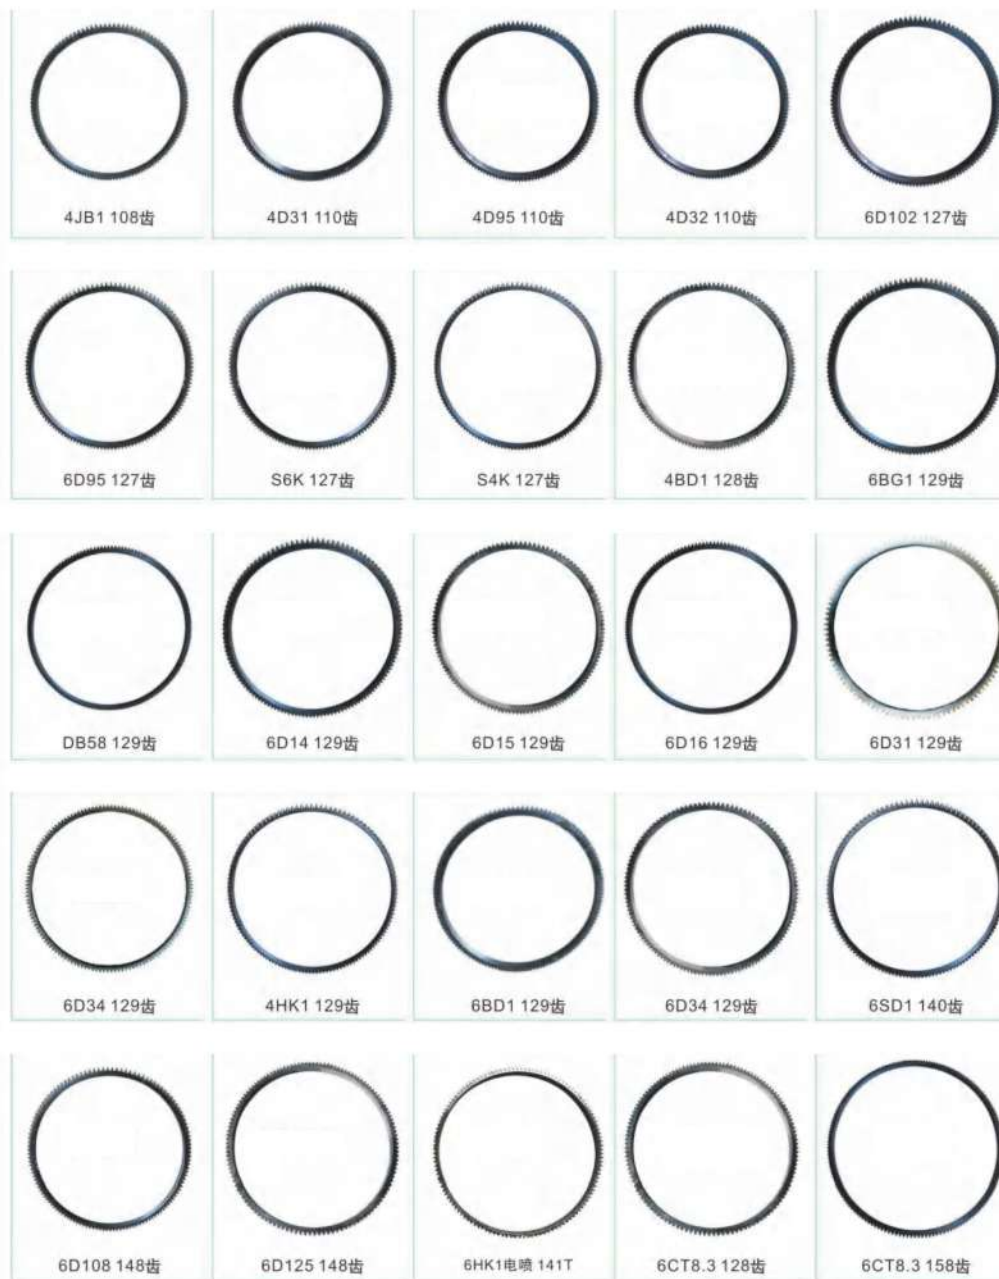 4JB1 108齿
4D31 110齿
4D95 110齿
4D32 110齿
6D102 127齿
6D95 127齿
S6K 127齿
S4K 127齿
4BD1 128齿
6BG1 129齿
DB58 129齿
6D14 129齿
6D15 129齿
6D16 129齿
6D31 129齿
6D34 129齿
4HK1 129齿
6BD1 129齿
6D34 129齿
6SD1 140齿
6D108 148齿
6D125 148齿
6HK1电喷 141T
6CT8.3 128齿
6CT8.3 158齿